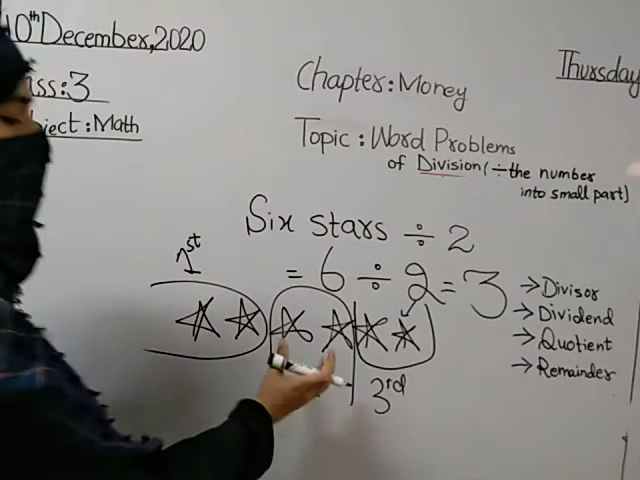 10th December, 2020
Thursday
ss:3
ject: Math
Chapter: Money
Topic: Word Problems
of Division (÷ the number
into small part)
Six stars ÷ 2
= 6 ÷ 2 = 3
1st
3rd
→ Divisor
→ Dividend
→ Quotient
→ Remainder